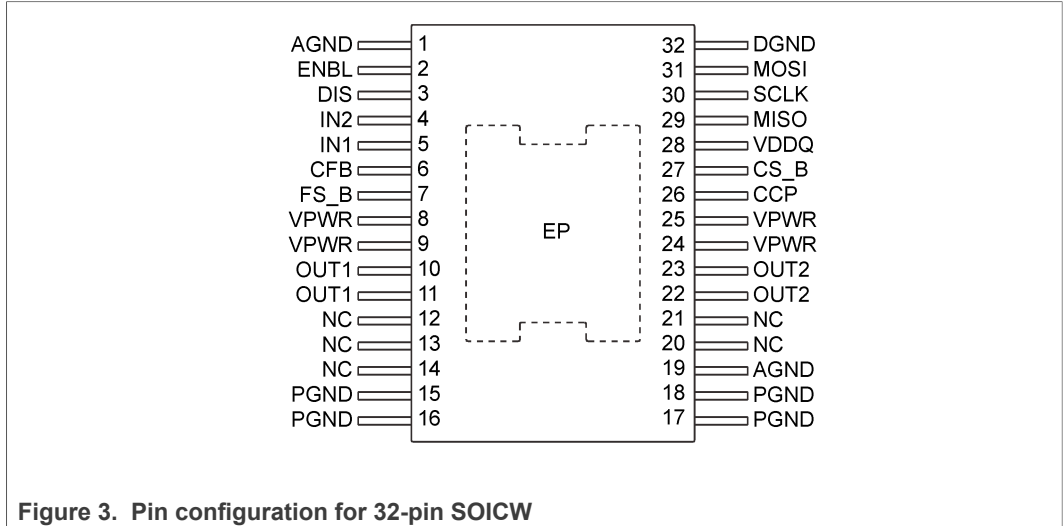 AGND 1 32 DGND
ENBL 2 31 MOSI
DIS 3 30 SCLK
IN2 4 29 MISO
IN1 5 28 VDDQ
CFB 6 27 CS_B
FS_B 7 26 CCP
VPWR 8 25 VPWR
VPWR 9 24 VPWR
EP
OUT1 10 23 OUT2
OUT1 11 22 OUT2
NC 12 21 NC
NC 13 20 NC
NC 14 19 AGND
PGND 15 18 PGND
PGND 16 17 PGND
Figure 3. Pin configuration for 32-pin SOICW